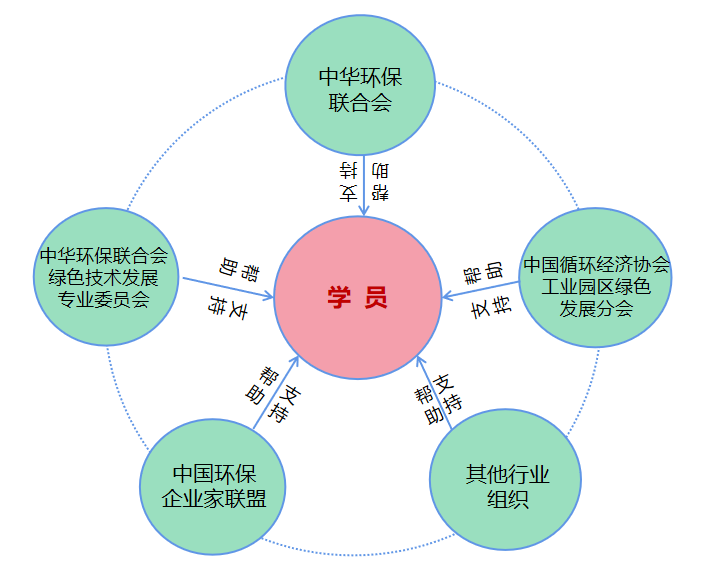 中华环保
联合会
支持
帮助
中华环保联合会
绿色技术发展
专业委员会
帮助
支持
学 员
帮助
支持
中国循环经济协会
工业园区绿色
发展分会
帮助
支持
中国环保
企业家联盟
帮助
支持
其他行业
组织